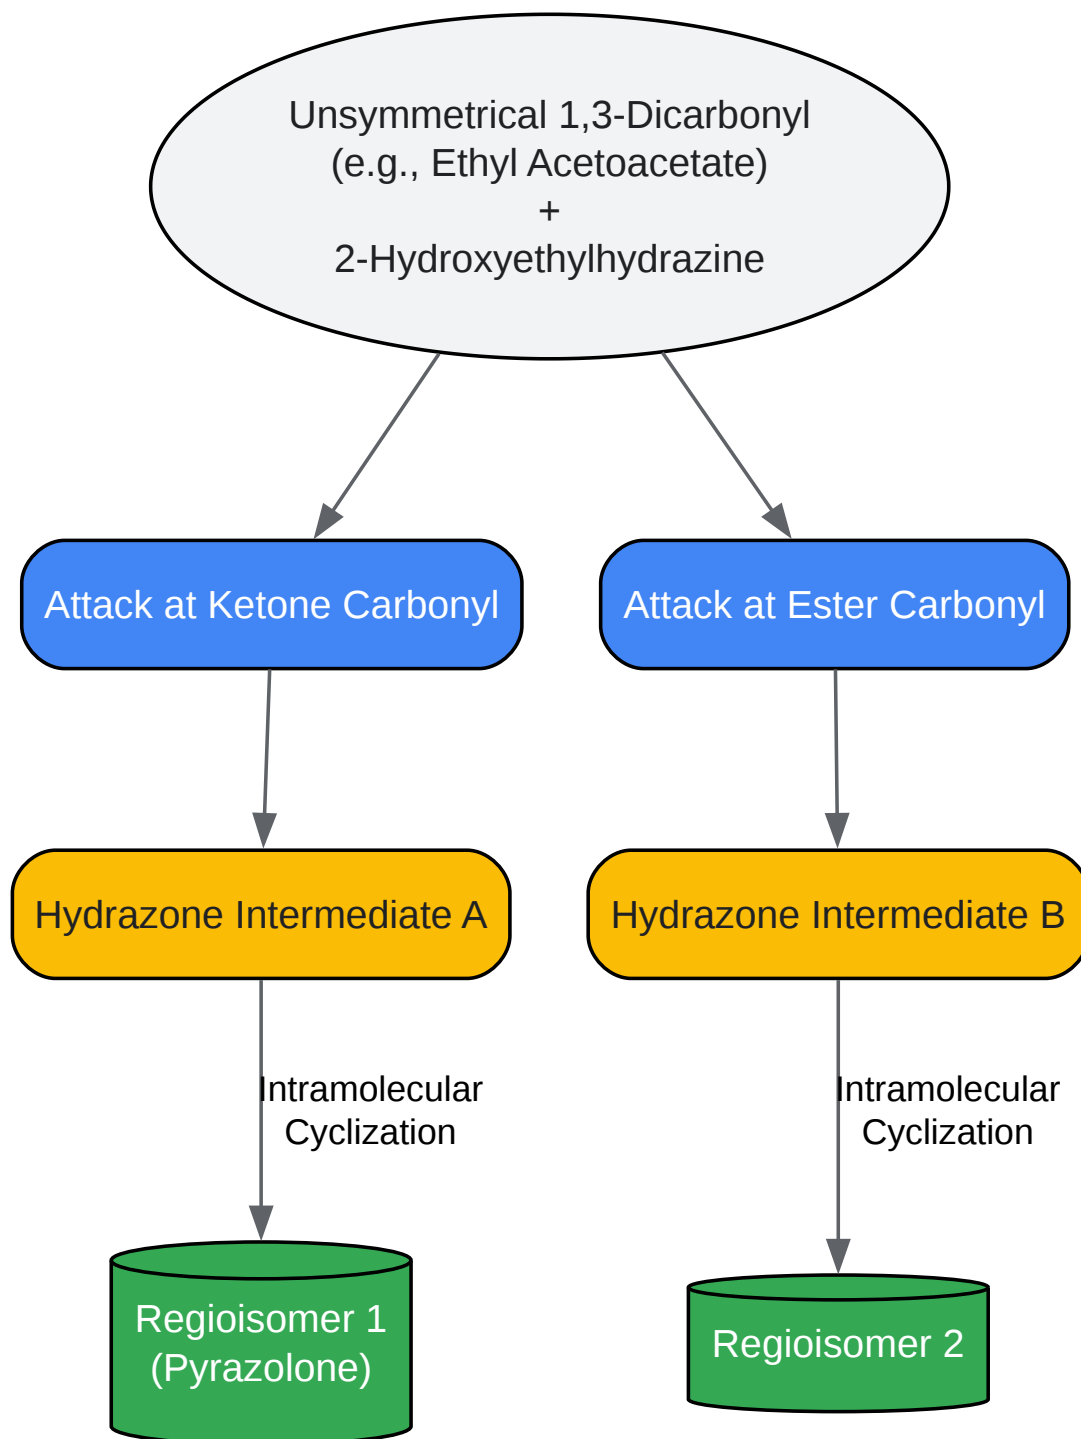 Unsymmetrical 1,3-Dicarbonyl
(e.g., Ethyl Acetoacetate)
+
2-Hydroxyethylhydrazine
Attack at Ketone Carbonyl
Attack at Ester Carbonyl
Hydrazone Intermediate A
Hydrazone Intermediate B
Intramolecular
Cyclization
Intramolecular
Cyclization
Regioisomer 1
(Pyrazolone)
Regioisomer 2